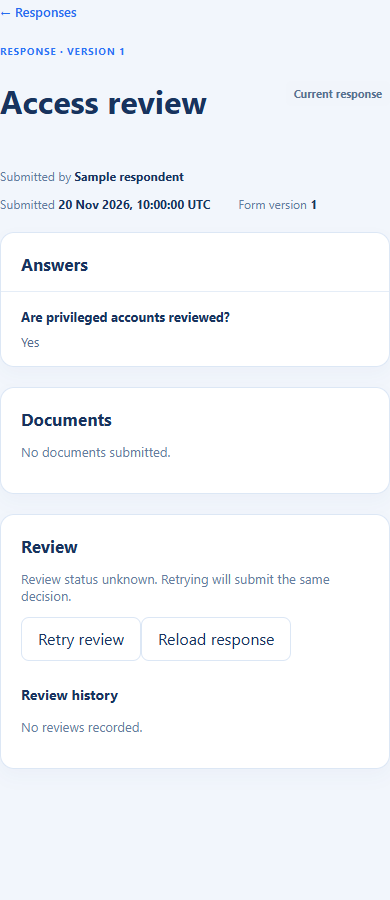 ← Responses
RESPONSE · VERSION 1
Access review
Current response
Submitted by Sample respondent
Submitted 20 Nov 2026, 10:00:00 UTC Form version 1
Answers
Are privileged accounts reviewed?
Yes
Documents
No documents submitted.
Review
Review status unknown. Retrying will submit the same
decision.
Retry review Reload response
Review history
No reviews recorded.